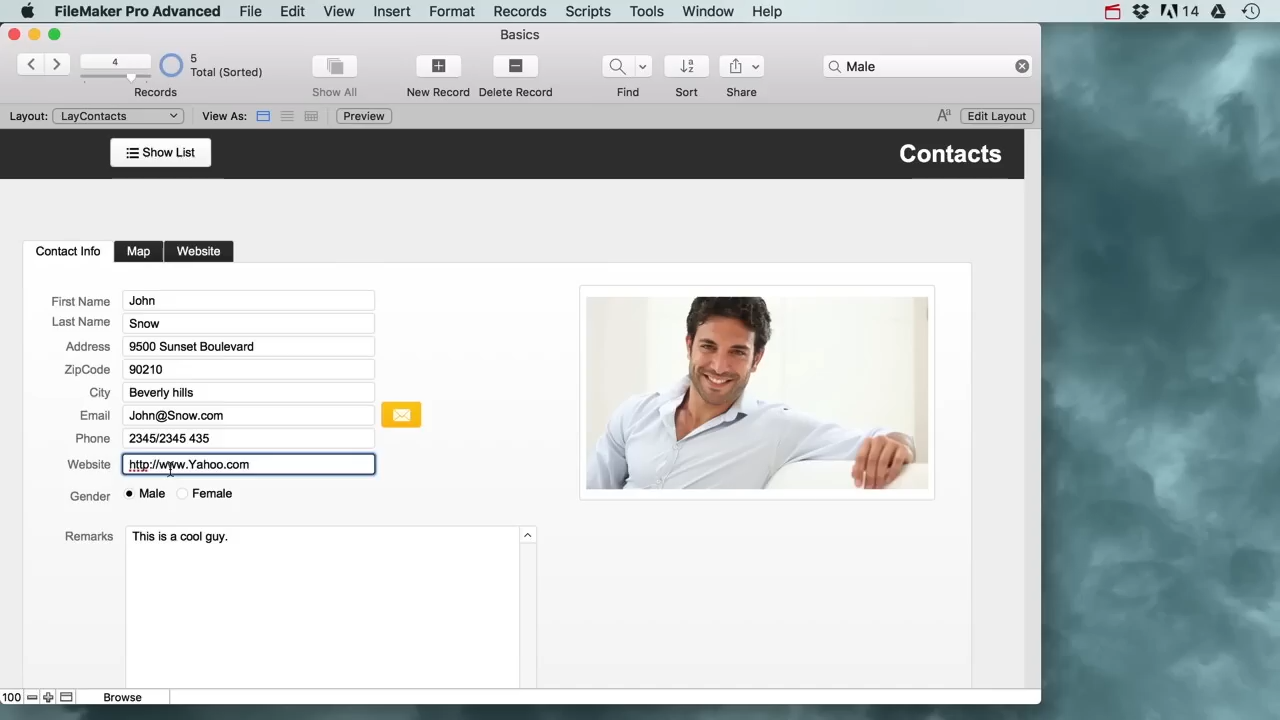 FileMaker Pro Advanced File Edit View Insert Format Records Scripts Tools Window Help 14
Basics
4
5
Total (Sorted)
Records
Show All
New Record
Delete Record
Find
Sort
Share
Male
Layout: LayContacts View As: Preview Aa Edit Layout
Show List
Contacts
Contact Info Map Website
First Name John
Last Name Snow
Address 9500 Sunset Boulevard
ZipCode 90210
City Beverly hills
Email John@Snow.com
Phone 2345/2345 435
Website http://www.Yahoo.com
Gender Male Female
Remarks This is a cool guy.
100 Browse